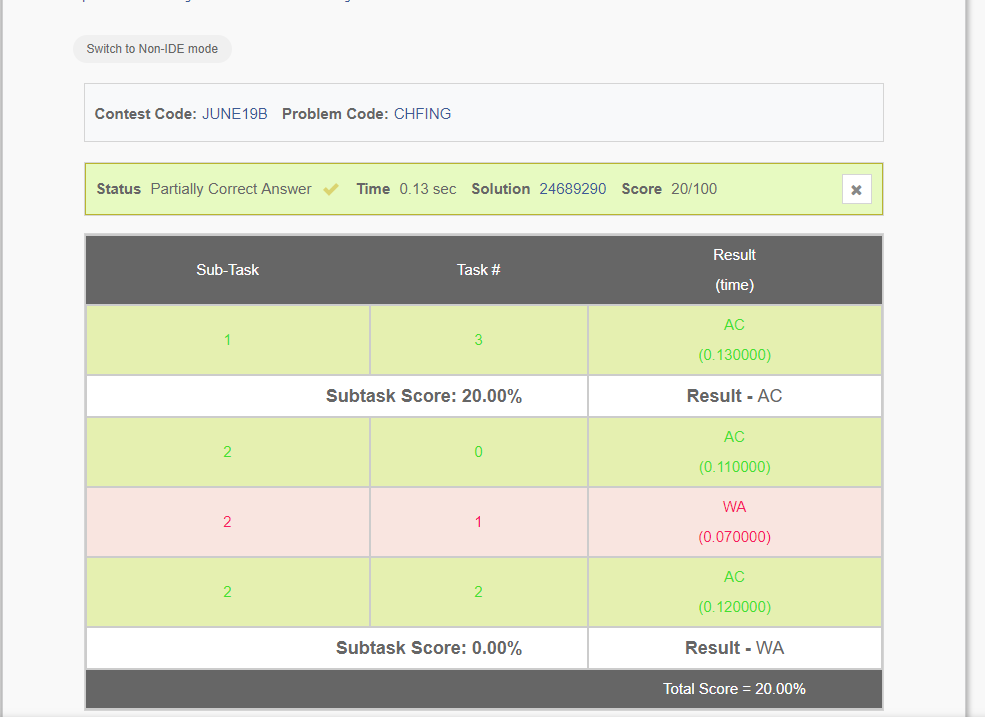 Switch to Non-IDE mode
Contest Code: JUNE19B Problem Code: CHFING
Status Partially Correct Answer Time 0.13 sec Solution 24689290 Score 20/100
Sub-Task Task # Result
(time)
1 3 AC
(0.130000)
Subtask Score: 20.00% Result - AC
2 0 AC
(0.110000)
2 1 WA
(0.070000)
2 2 AC
(0.120000)
Subtask Score: 0.00% Result - WA
Total Score = 20.00%